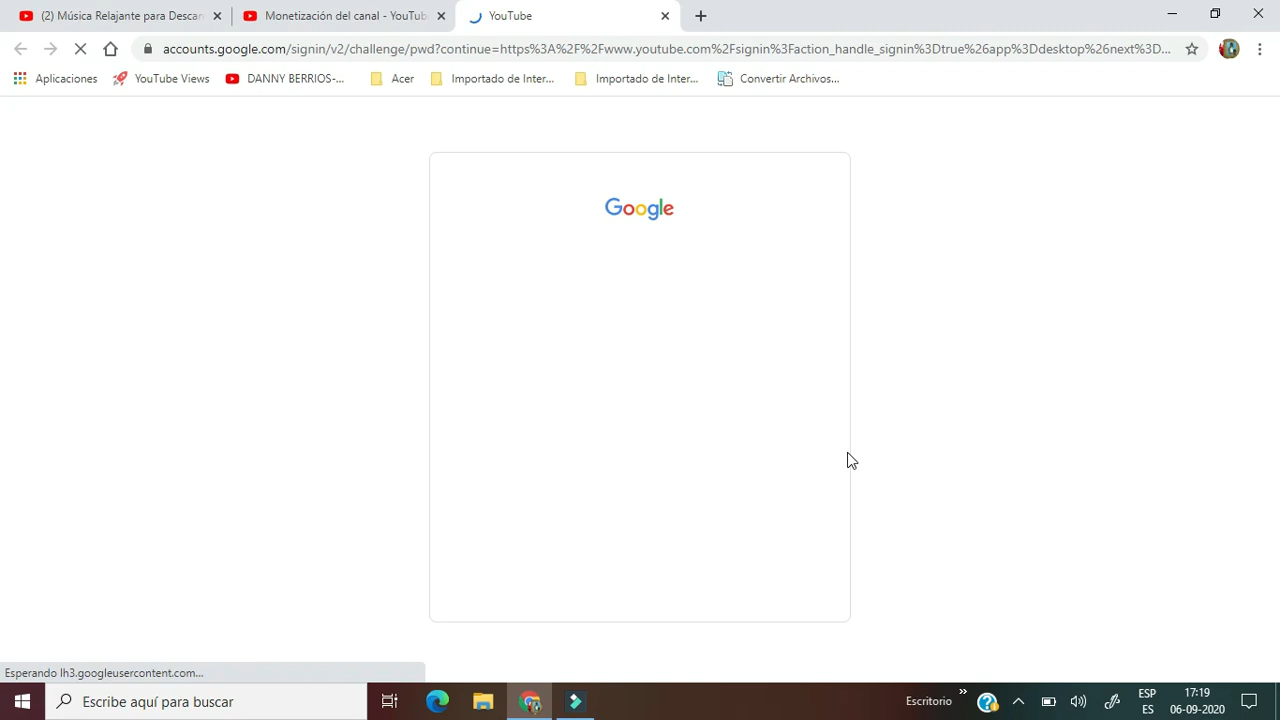 (2) Música Relajante para Descan
Monetización del canal - YouTub
YouTube
accounts.google.com/signin/v2/challenge/pwd?continue=https%3A%2F%2Fwww.youtube.com%2Fsignin%3Faction_handle_signin%3Dtrue%26app%3Ddesktop%26next%3D...
Aplicaciones
YouTube Views
DANNY BERRIOS-...
Acer
Importado de Inter...
Importado de Inter...
Convertir Archivos...
Google
Esperando lh3.googleusercontent.com...
Escribe aquí para buscar
Escritorio
ESP
ES
17:19
06-09-2020